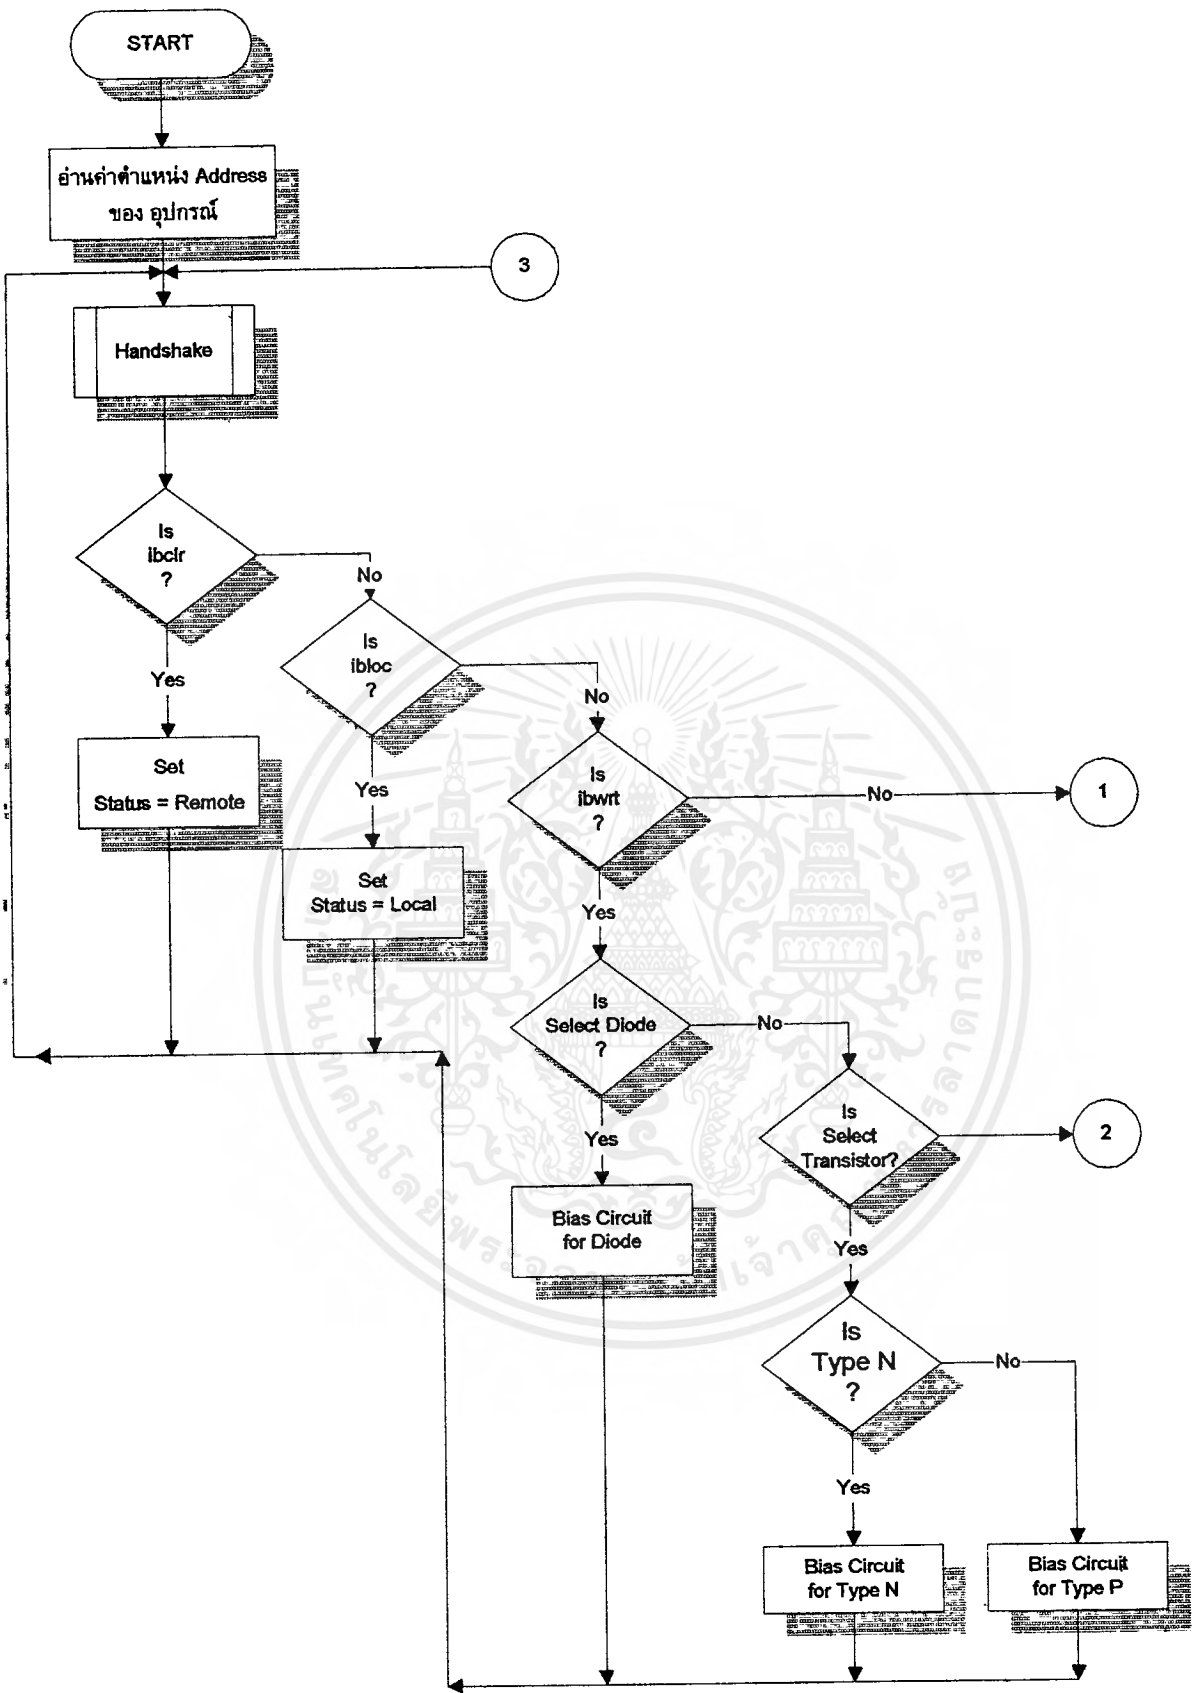 START
อ่านค่าตำแหน่ง Address
ของ อุปกรณ์
3
Handshake
Is
ibclr
?
No
Yes
Is
ibloc
?
No
Yes
Set
Status = Remote
Is
ibwrt
?
No
1
Yes
Set
Status = Local
Is
Select Diode
?
No
Yes
Is
Select
Transistor?
2
Yes
Bias Circuit
for Diode
Is
Type N
?
No
Yes
Bias Circuit
for Type N
Bias Circuit
for Type P